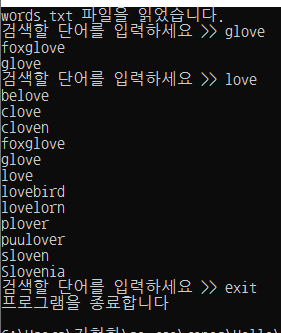 words.txt 파일을 읽었습니다.
검색할 단어를 입력하세요 >> glove
foxglove
glove
검색할 단어를 입력하세요 >> love
belove
clove
cloven
foxglove
glove
love
lovebird
lovelorn
plover
puulover
sloven
Slovenia
검색할 단어를 입력하세요 >> exit
프로그램을 종료합니다